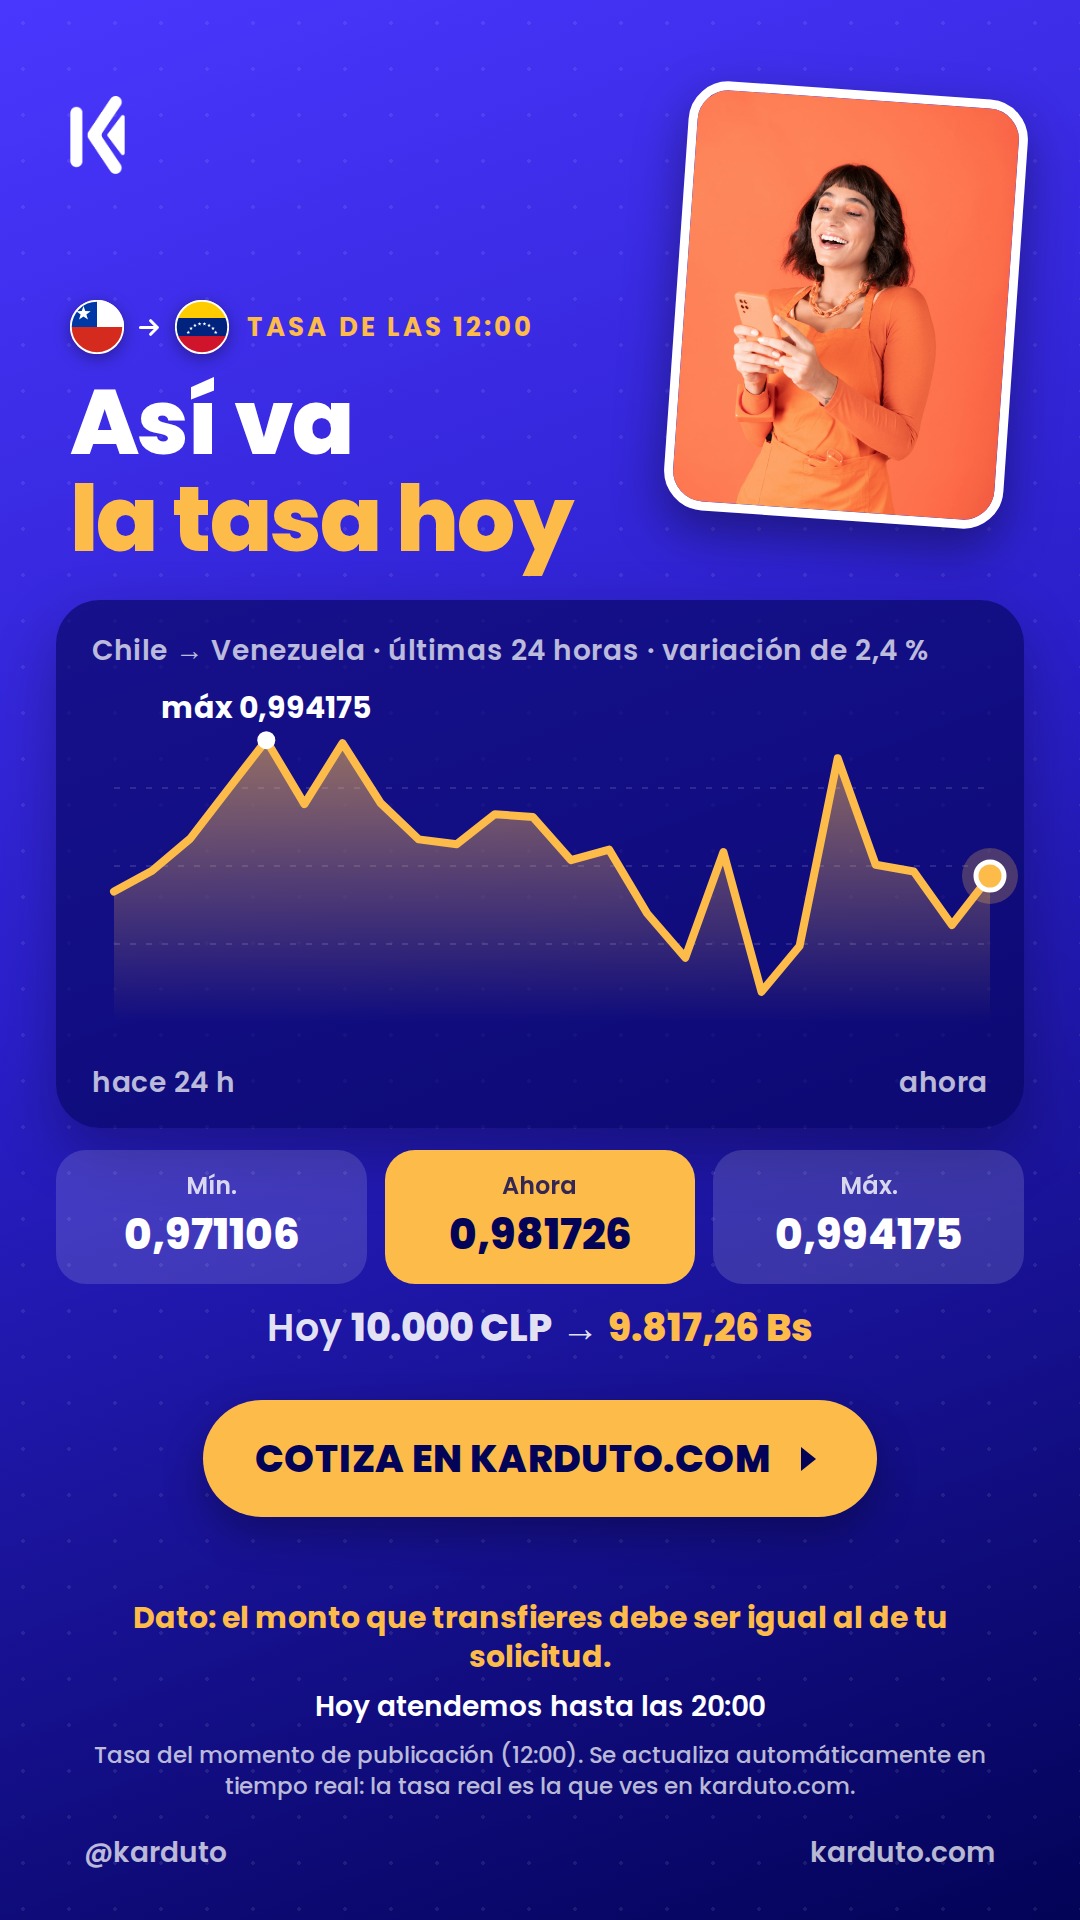 TASA DE LAS 12:00
Así va
la tasa hoy
Chile → Venezuela · últimas 24 horas · variación de 2,4 %
máx 0,994175
hace 24 h
ahora
Mín.
0,971106
Ahora
0,981726
Máx.
0,994175
Hoy 10.000 CLP → 9.817,26 Bs
COTIZA EN KARDUTO.COM
Dato: el monto que transfieres debe ser igual al de tu
solicitud.
Hoy atendemos hasta las 20:00
Tasa del momento de publicación (12:00). Se actualiza automáticamente en
tiempo real: la tasa real es la que ves en karduto.com.
@karduto
karduto.com